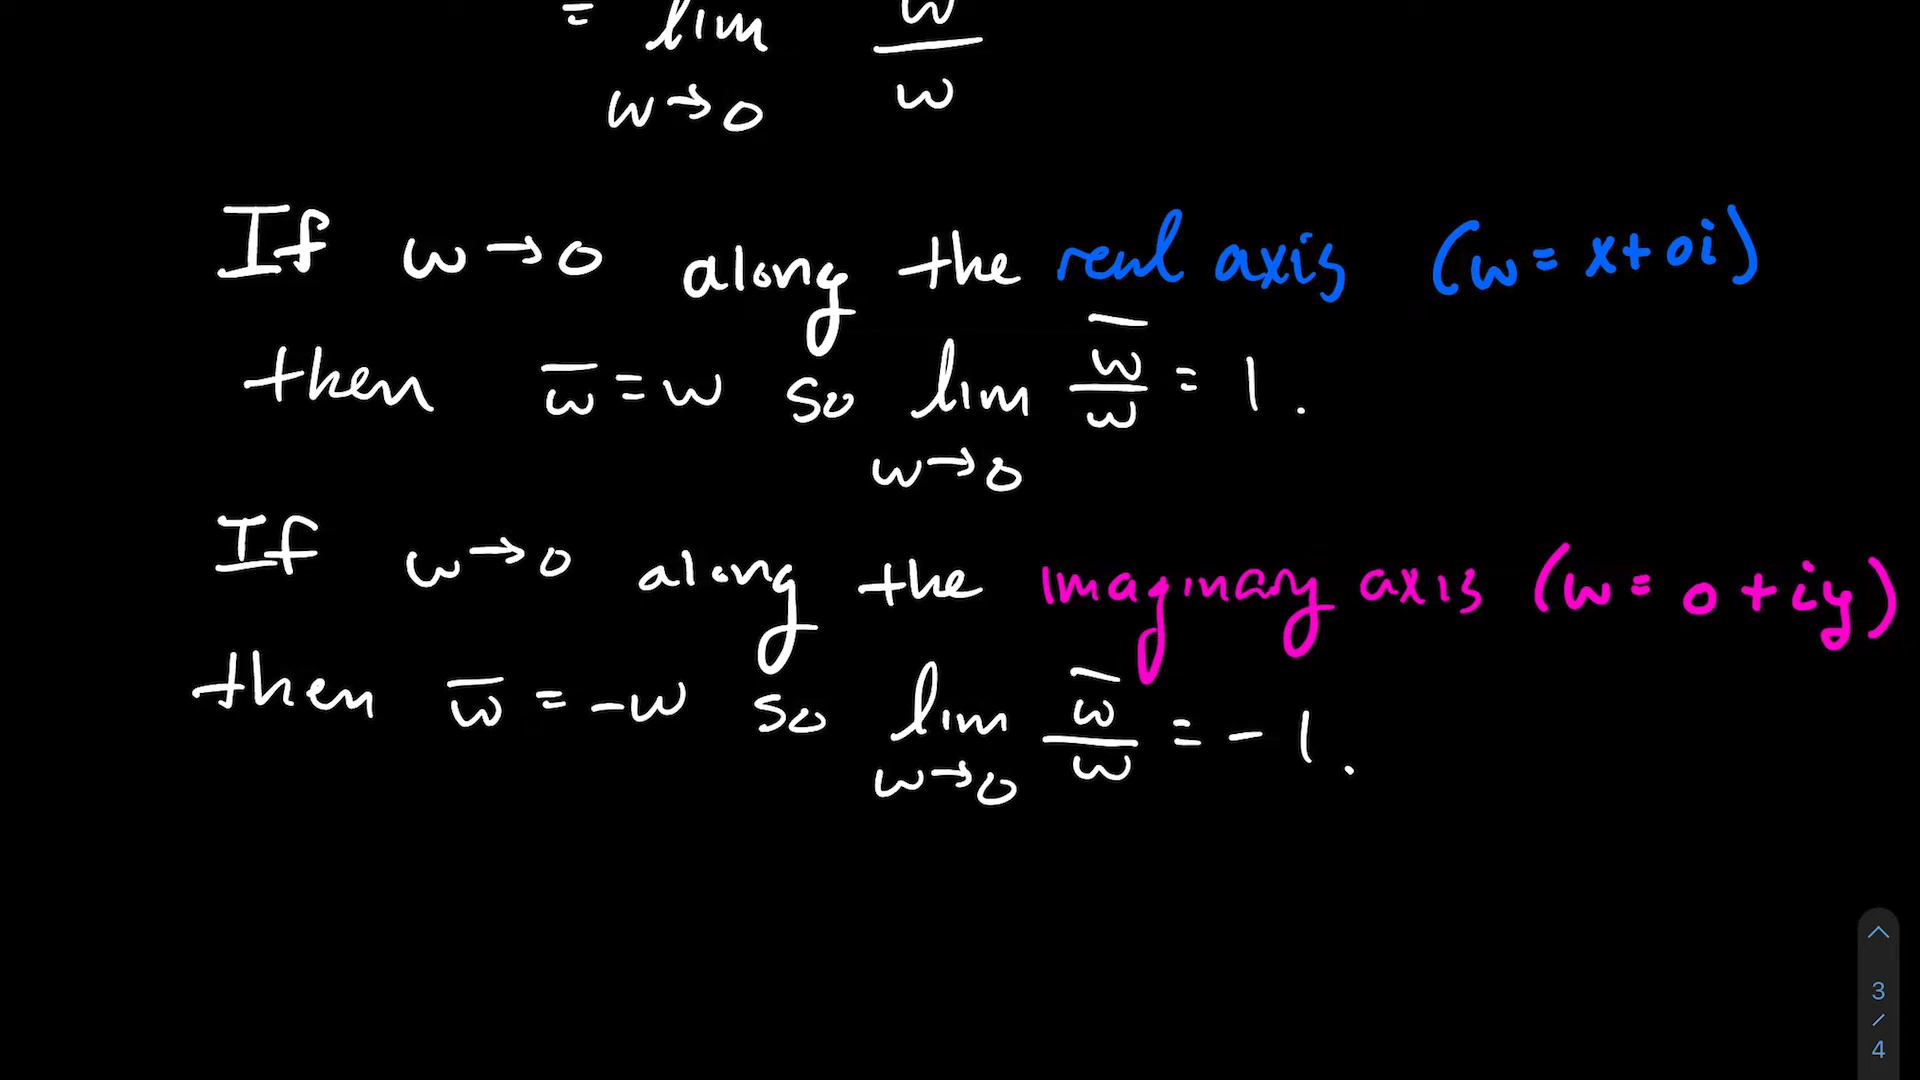 = lim w/w
w→0
If w→0 along the real axis (w = x+0i)
then w̅ = w so lim w̅/w = 1.
w→0
If w→0 along the imaginary axis (w = 0+iy)
then w̅ = -w so lim w̅/w = -1.
w→0
3
/
4